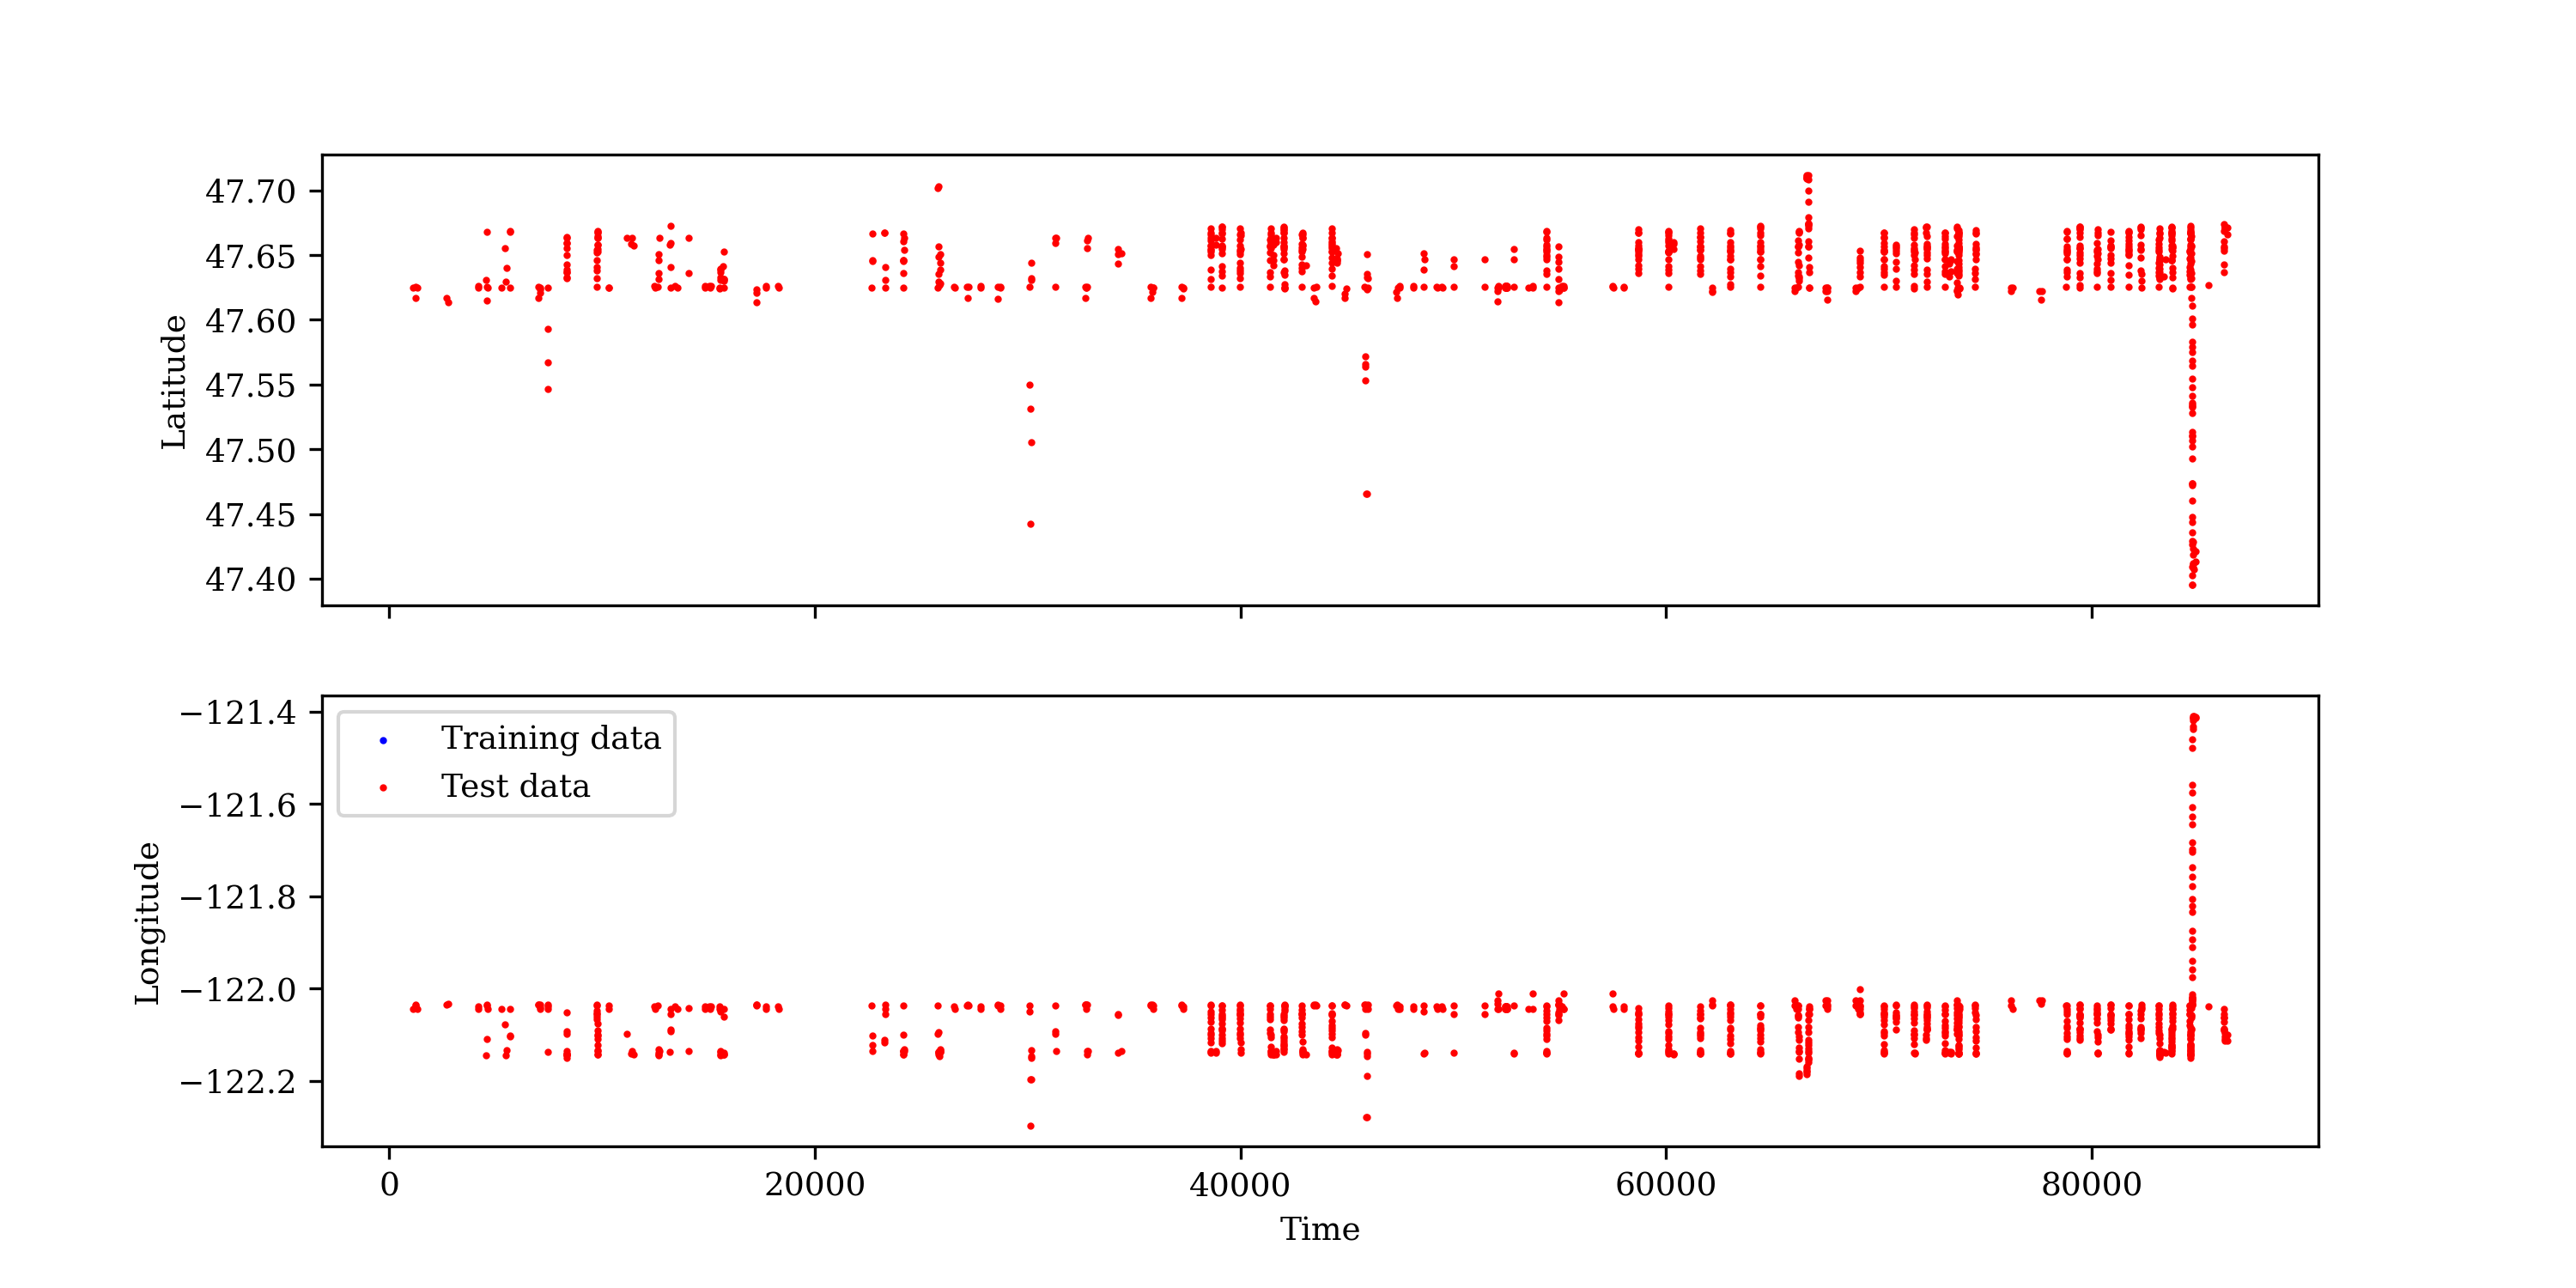 47.70
47.65
47.60
47.55
47.50
47.45
47.40
Latitude
−121.4
−121.6
−121.8
−122.0
−122.2
Longitude
Training data
Test data
0 20000 40000 60000 80000
Time